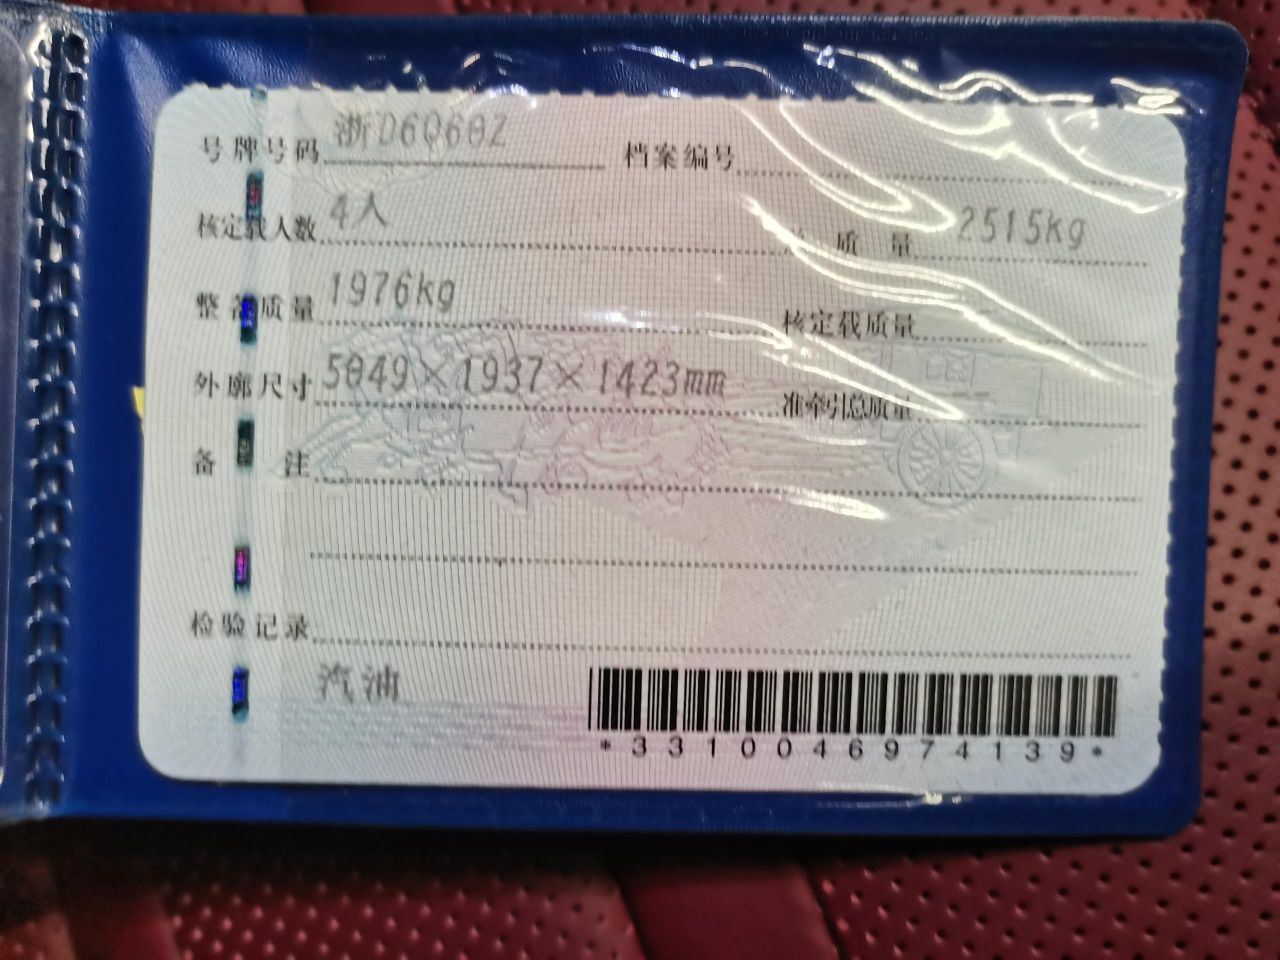 号牌号码 浙D6Q60Z 档案编号
核定载人数 4人 总质量 2515kg
整备质量 1976kg 核定载质量
外廓尺寸 5049×1937×1423mm 准牵引总质量
备注
检验记录
汽油
*3310046974139*